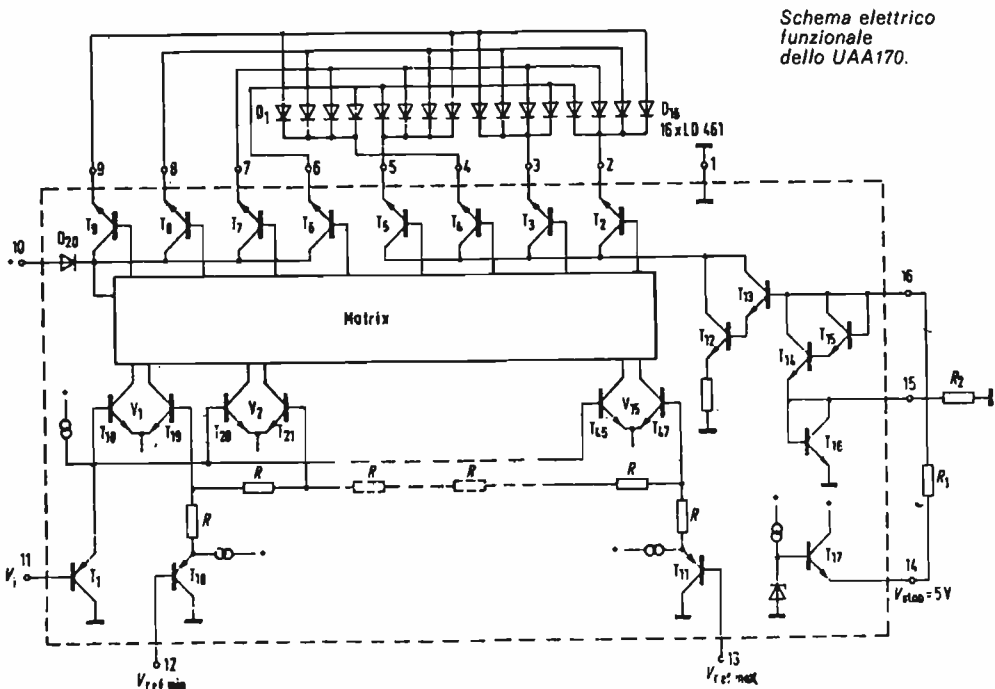 Schema elettrico
funzionale
dello UAA170.
D1
D16
16xLD 461
9
8
7
6
5
4
3
2
1
T9
T8
T7
T6
T5
T4
T3
T2
10
D20
Matrix
T13
T12
T14
T15
16
15
R2
V1
V2
V15
T18
T19
T20
T21
T45
T47
T16
R
R
R
R
R
R
R1
11
Vi
T1
T10
T11
T17
14
Vstab = 5V
12
Vref min
13
Vref max